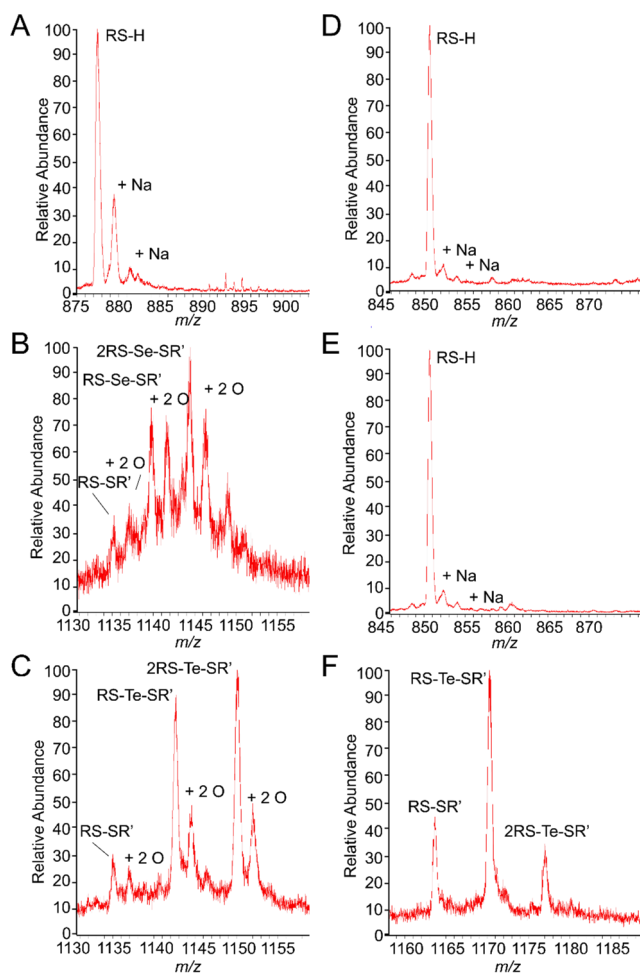 A
RS-H
+ Na
+ Na
Relative Abundance
100
90
80
70
60
50
40
30
20
10
0
875 880 885 890 895 900
m/z
D
RS-H
+ Na
+ Na
Relative Abundance
100
90
80
70
60
50
40
30
20
10
0
845 850 855 860 865 870
m/z
B
2RS-Se-SR'
RS-Se-SR'
+ 2 O
+ 2 O
+ 2 O
RS-SR'
Relative Abundance
100
90
80
70
60
50
40
30
20
10
0
1130 1135 1140 1145 1150 1155
m/z
E
RS-H
+ Na
+ Na
Relative Abundance
100
90
80
70
60
50
40
30
20
10
0
845 850 855 860 865 870
m/z
C
2RS-Te-SR'
RS-Te-SR'
+ 2 O
+ 2 O
RS-SR'
+ 2 O
Relative Abundance
100
90
80
70
60
50
40
30
20
10
0
1130 1135 1140 1145 1150 1155
m/z
F
RS-Te-SR'
RS-SR'
2RS-Te-SR'
Relative Abundance
100
90
80
70
60
50
40
30
20
10
0
1160 1165 1170 1175 1180 1185
m/z